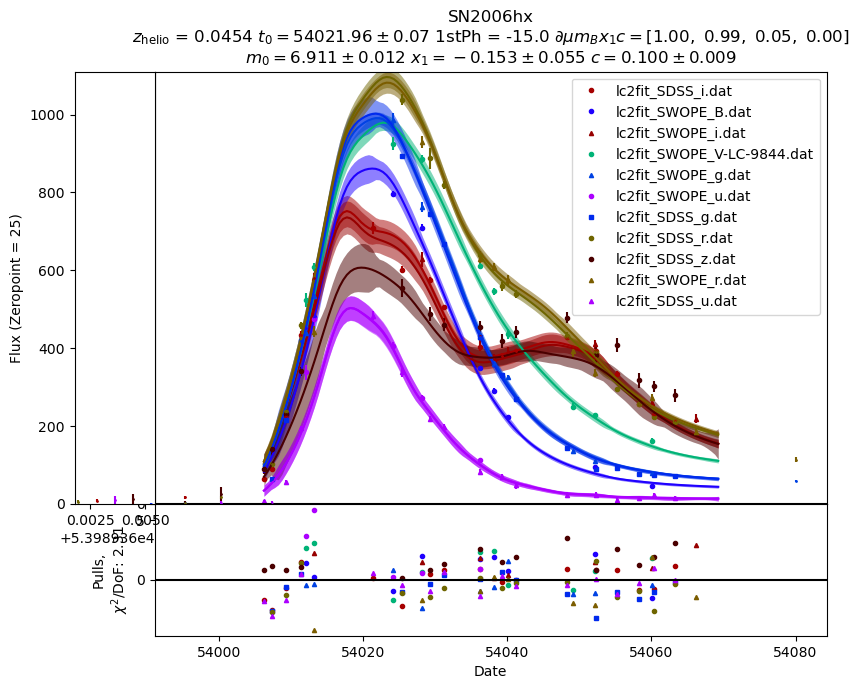 SN2006hx
z_helio = 0.0454 t_0 = 54021.96 ± 0.07 1stPh = -15.0 ∂μm_Bx_1c = [1.00, 0.99, 0.05, 0.00]
m_0 = 6.911 ± 0.012 x_1 = −0.153 ± 0.055 c = 0.100 ± 0.009
Flux (Zeropoint = 25)
1000
800
600
400
200
0
lc2fit_SDSS_i.dat
lc2fit_SWOPE_B.dat
lc2fit_SWOPE_i.dat
lc2fit_SWOPE_V-LC-9844.dat
lc2fit_SWOPE_g.dat
lc2fit_SWOPE_u.dat
lc2fit_SDSS_g.dat
lc2fit_SDSS_r.dat
lc2fit_SDSS_z.dat
lc2fit_SWOPE_r.dat
lc2fit_SDSS_u.dat
0.0025 0.0050
+5.398936e4
Pulls,
χ²/DoF:
0
54000 54020 54040 54060 54080
Date